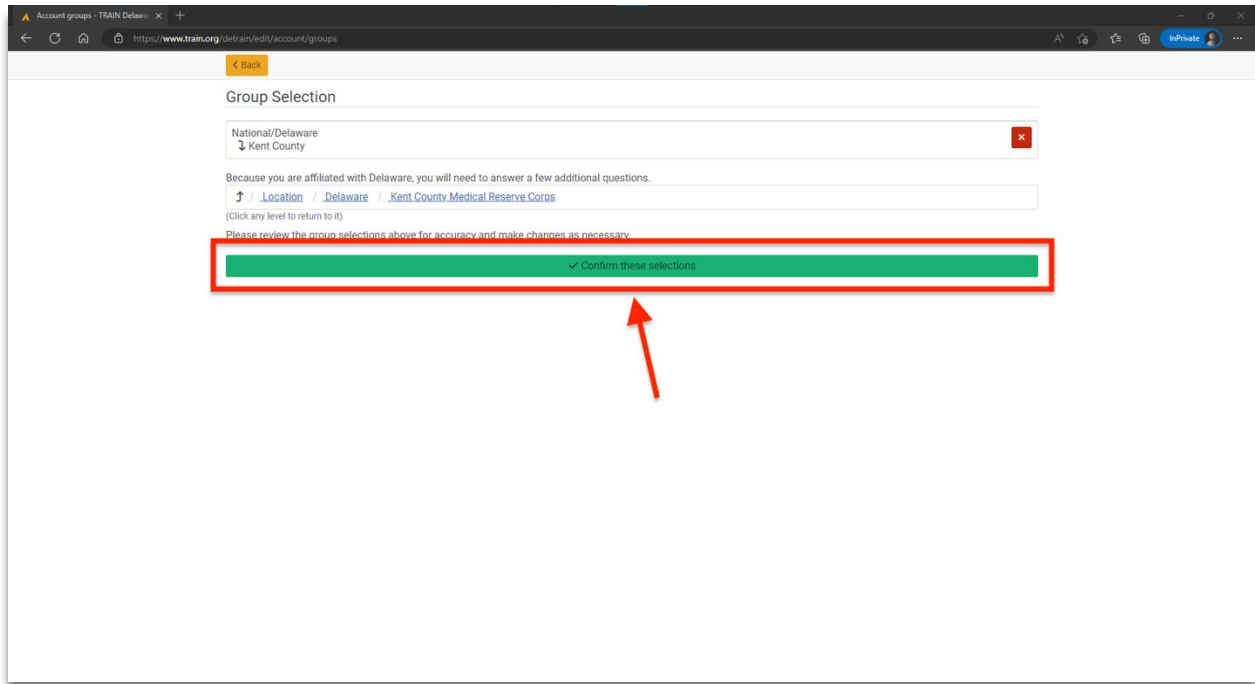 Account groups - TRAIN Delaw
https://www.train.org/detrain/edit/account/groups
InPrivate
Back
Group Selection
National/Delaware
Kent County
Because you are affiliated with Delaware, you will need to answer a few additional questions.
/ Location / Delaware / Kent County Medical Reserve Corps
(Click any level to return to it)
Please review the group selections above for accuracy and make changes as necessary.
Confirm these selections